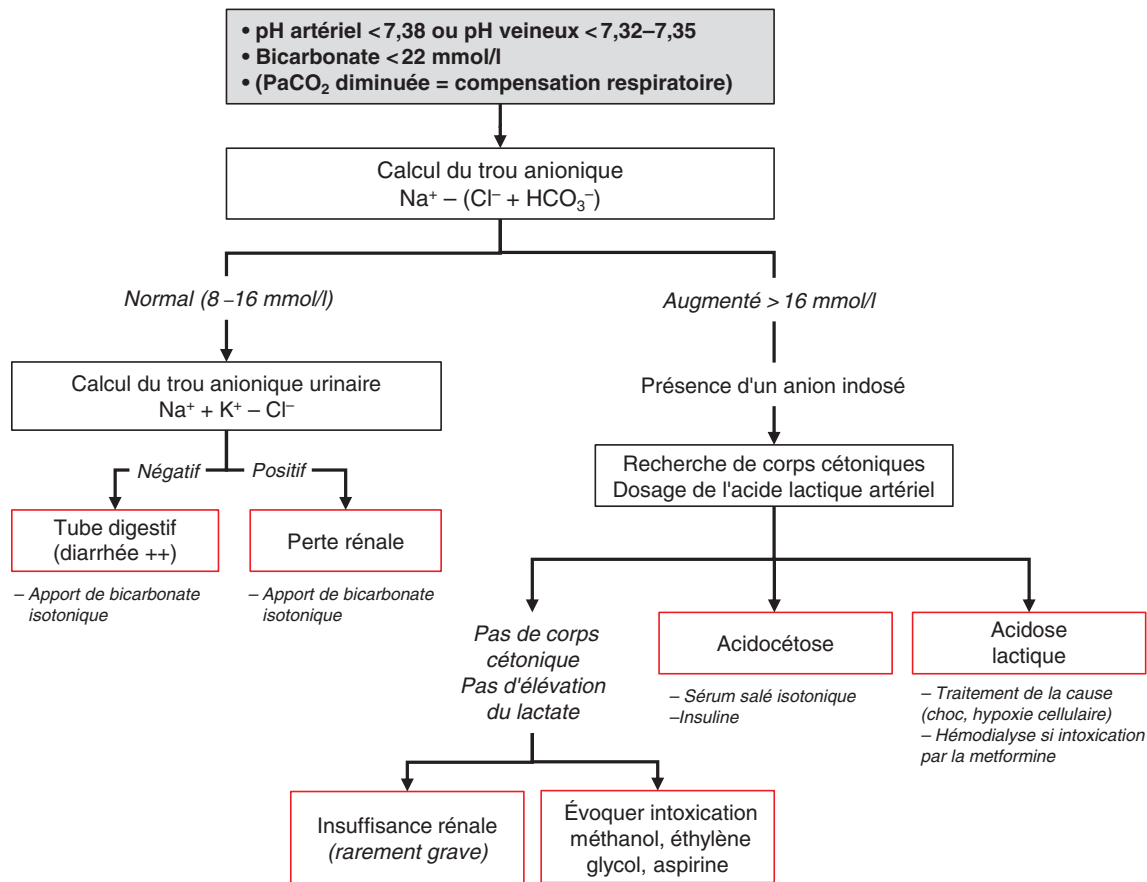 • pH artériel < 7,38 ou pH veineux < 7,32–7,35
• Bicarbonate < 22 mmol/l
• (PaCO₂ diminuée = compensation respiratoire)
Calcul du trou anionique
Na⁺ – (Cl⁻ + HCO₃⁻)
Normal (8 –16 mmol/l)
Augmenté > 16 mmol/l
Calcul du trou anionique urinaire
Na⁺ + K⁺ – Cl⁻
Présence d'un anion indosé
Négatif
Positif
Recherche de corps cétoniques
Dosage de l'acide lactique artériel
Tube digestif
(diarrhée ++)
Perte rénale
– Apport de bicarbonate
isotonique
– Apport de bicarbonate
isotonique
Pas de corps
cétonique
Pas d'élévation
du lactate
Acidocétose
– Sérum salé isotonique
–Insuline
Acidose
lactique
– Traitement de la cause
(choc, hypoxie cellulaire)
– Hémodialyse si intoxication
par la metformine
Insuffisance rénale
(rarement grave)
Évoquer intoxication
méthanol, éthylène
glycol, aspirine